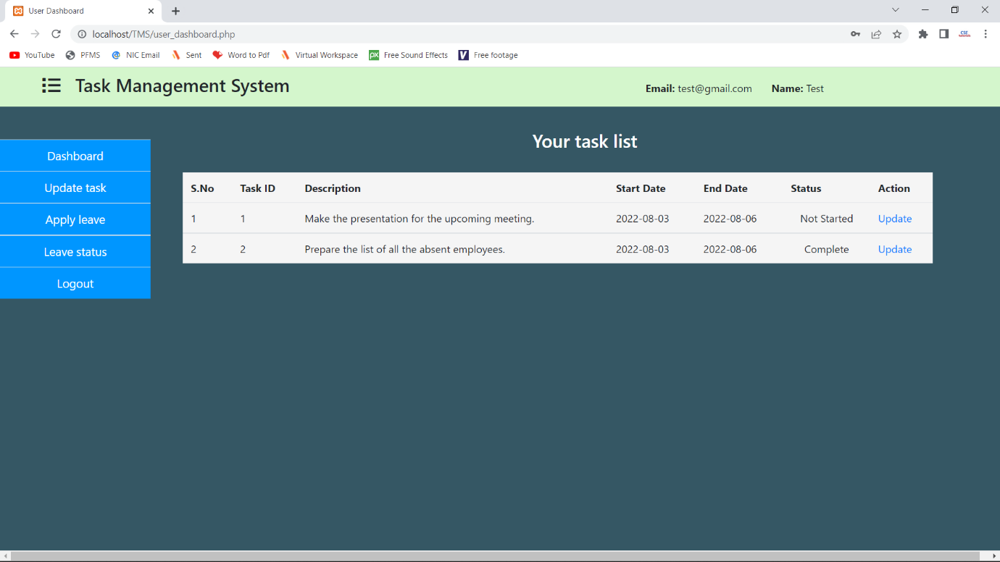 User Dashboard
localhost/TMS/user_dashboard.php
YouTube PFMS NIC Email Sent Word to Pdf Virtual Workspace Free Sound Effects Free footage
Task Management System Email: test@gmail.com Name: Test
Your task list
Dashboard
Update task
Apply leave
Leave status
Logout
S.No Task ID Description Start Date End Date Status Action
1 1 Make the presentation for the upcoming meeting. 2022-08-03 2022-08-06 Not Started Update
2 2 Prepare the list of all the absent employees. 2022-08-03 2022-08-06 Complete Update